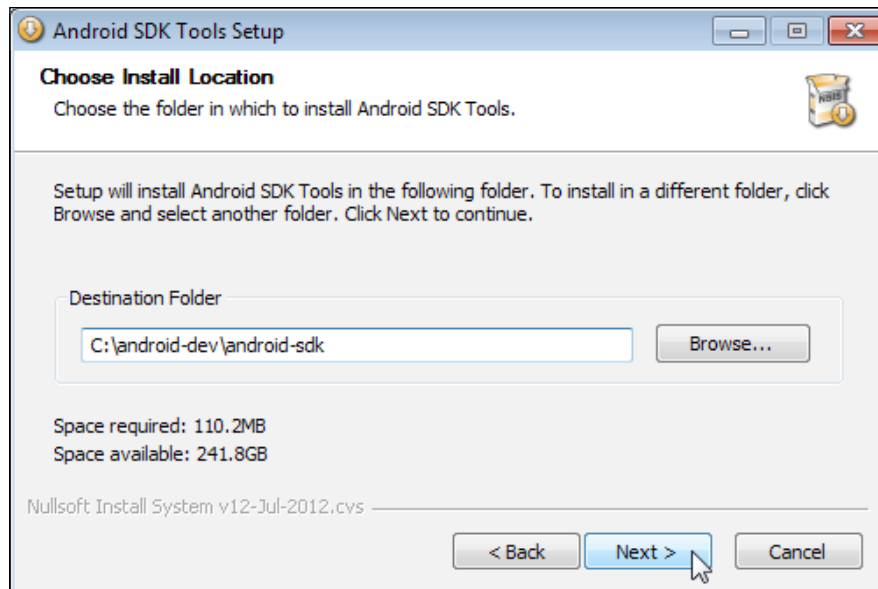 Android SDK Tools Setup
Choose Install Location
Choose the folder in which to install Android SDK Tools.
NSIS
Setup will install Android SDK Tools in the following folder. To install in a different folder, click
Browse and select another folder. Click Next to continue.
Destination Folder
C:\android-dev\android-sdk
Browse...
Space required: 110.2MB
Space available: 241.8GB
Nullsoft Install System v12-Jul-2012.cvs
< Back
Next >
Cancel